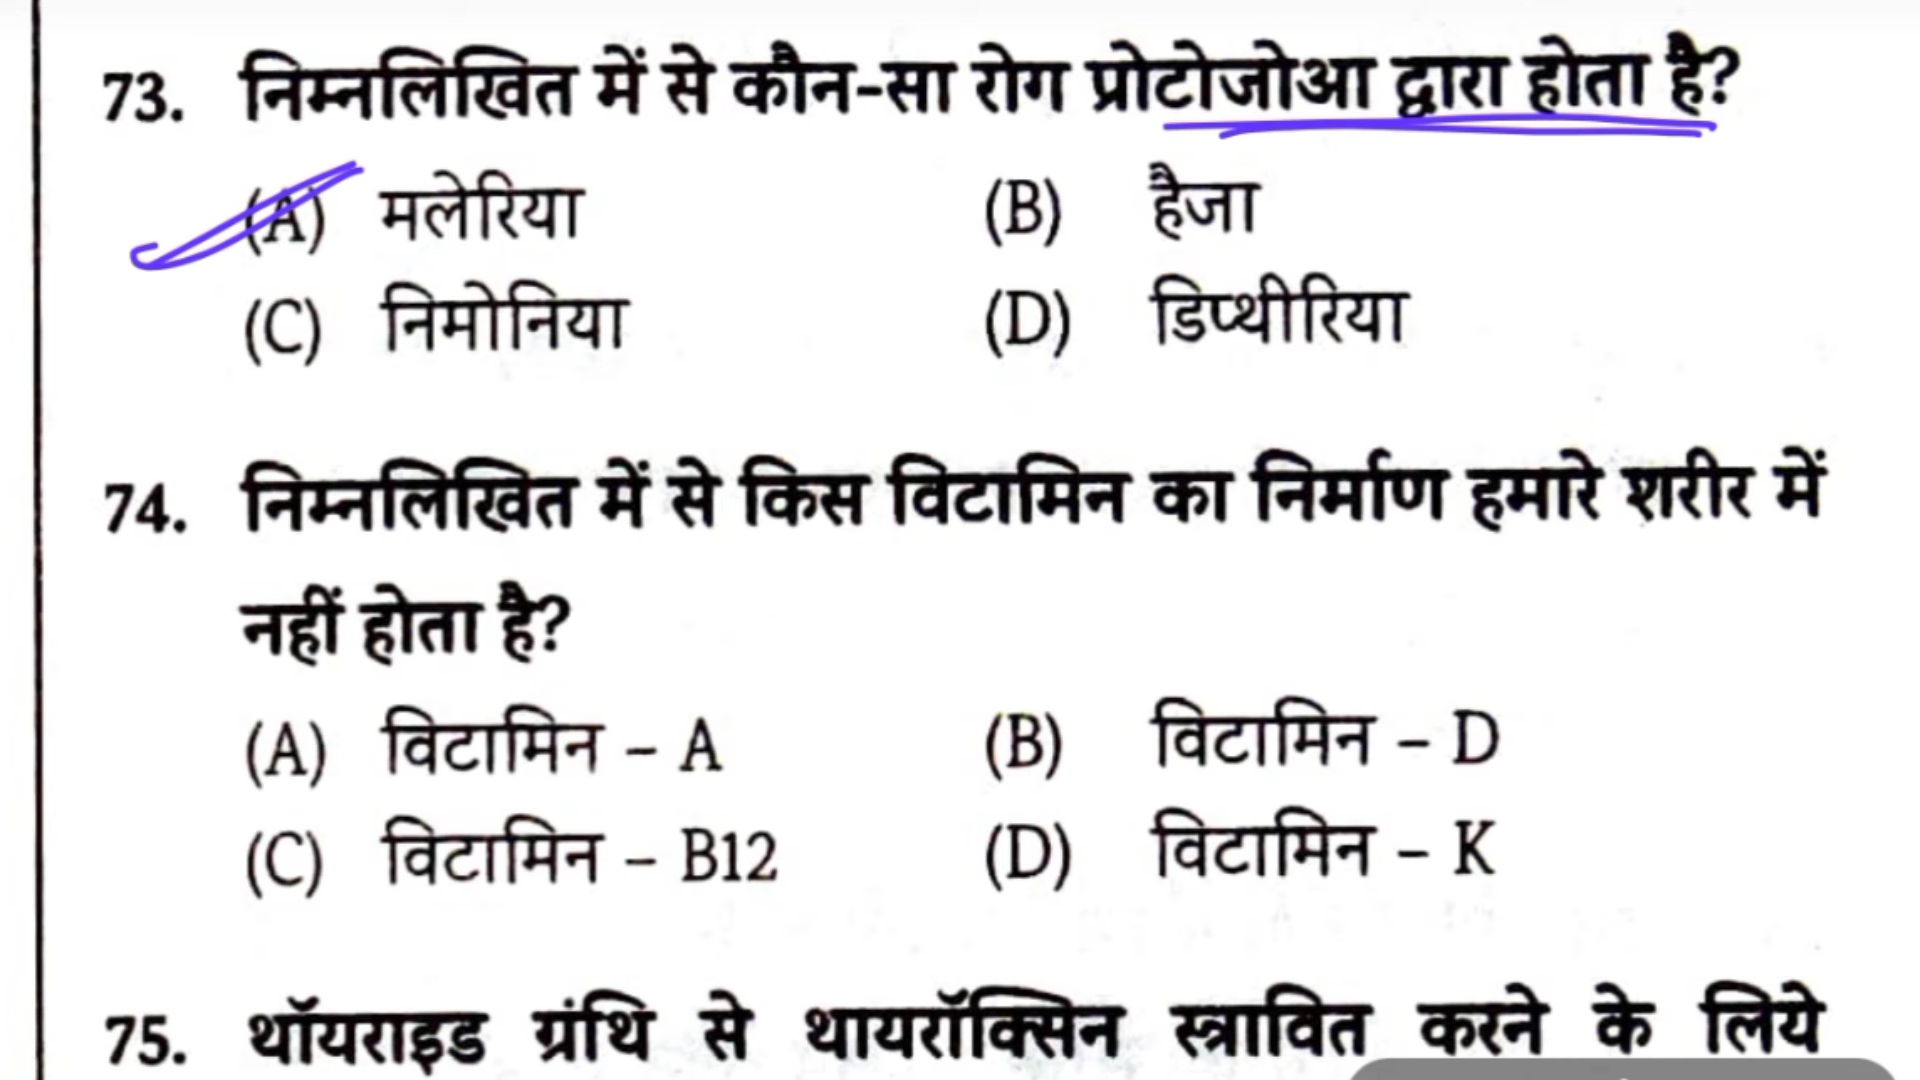 73. निम्नलिखित में से कौन-सा रोग प्रोटोजोआ द्वारा होता है?
(A) मलेरिया (B) हैजा
(C) निमोनिया (D) डिप्थीरिया
74. निम्नलिखित में से किस विटामिन का निर्माण हमारे शरीर में
नहीं होता है?
(A) विटामिन – A (B) विटामिन – D
(C) विटामिन – B12 (D) विटामिन – K
75. थॉयराइड ग्रंथि से थायरॉक्सिन स्त्रावित करने के लिये